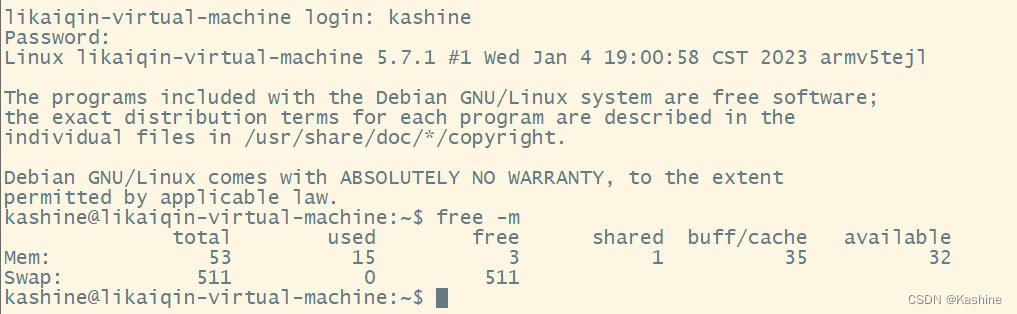 likaiqin-virtual-machine login: kashine
Password:
Linux likaiqin-virtual-machine 5.7.1 #1 Wed Jan 4 19:00:58 CST 2023 armv5tejl

The programs included with the Debian GNU/Linux system are free software;
the exact distribution terms for each program are described in the
individual files in /usr/share/doc/*/copyright.

Debian GNU/Linux comes with ABSOLUTELY NO WARRANTY, to the extent
permitted by applicable law.
kashine@likaiqin-virtual-machine:~$ free -m
              total        used        free      shared  buff/cache   available
Mem:             53          15           3           1          35          32
Swap:           511           0         511
kashine@likaiqin-virtual-machine:~$
CSDN @Kashine